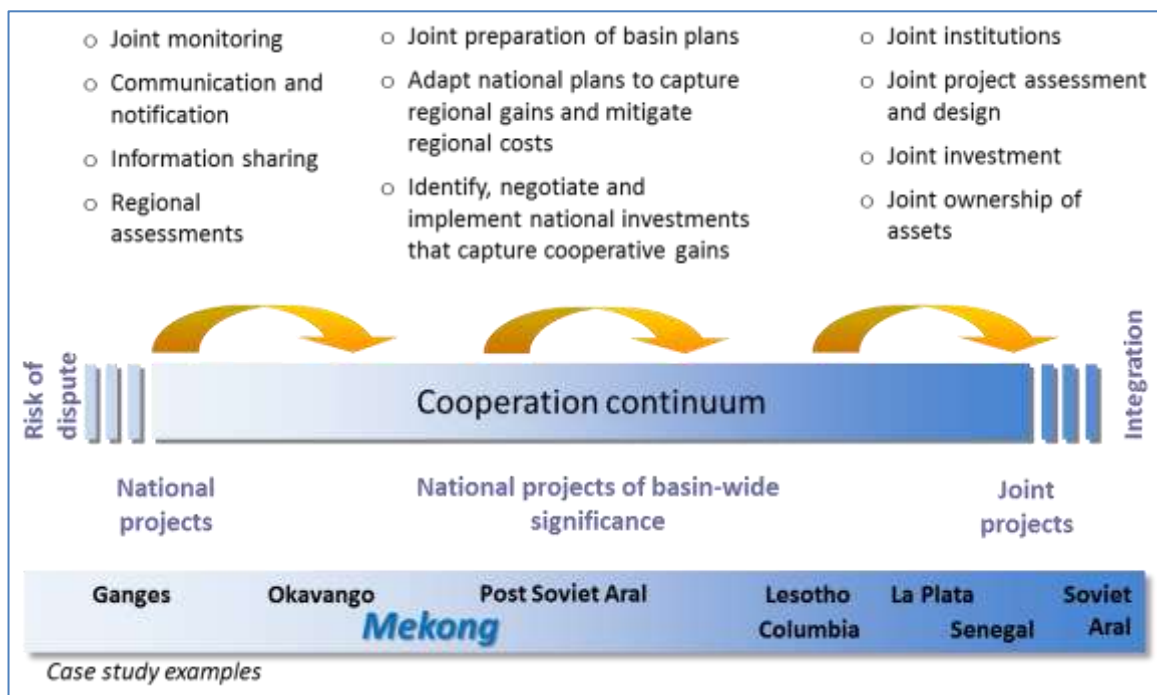 o Joint monitoring
o Communication and
notification
o Information sharing
o Regional
assessments
o Joint preparation of basin plans
o Adapt national plans to capture
regional gains and mitigate
regional costs
o Identify, negotiate and
implement national investments
that capture cooperative gains
o Joint institutions
o Joint project assessment
and design
o Joint investment
o Joint ownership of
assets
Risk of
dispute
Cooperation continuum
Integration
National
projects
National projects of basin-wide
significance
Joint
projects
Ganges
Okavango
Mekong
Post Soviet Aral
Lesotho
Columbia
La Plata
Senegal
Soviet
Aral
Case study examples